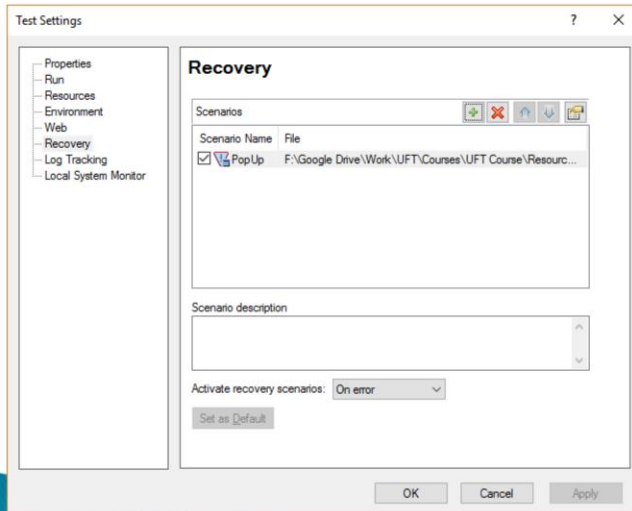 Test Settings
? X
Properties
Run
Resources
Environment
Web
Recovery
Log Tracking
Local System Monitor
Recovery
Scenarios
Scenario Name File
PopUp F:\Google Drive\Work\UFT\Courses\UFT Course\Resourc...
Scenario description
Activate recovery scenarios: On error
Set as Default
OK Cancel Apply